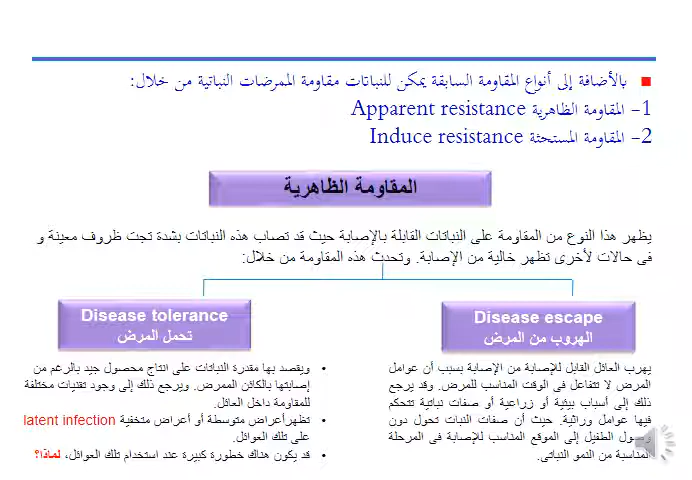 بالأضافة إلى أنواع المقاومة السابقة يمكن للنباتات مقاومة الممرضات النباتية من خلال:
1- المقاومة الظاهرية Apparent resistance
2- المقاومة المستحثة Induce resistance
المقاومة الظاهرية
يظهر هذا النوع من المقاومة على النباتات القابلة بالإصابة حيث قد تصاب هذه النباتات بشدة تجت ظروف معينة و
فى حالات لأخرى تظهر خالية من الإصابة. وتحدث هذه المقاومة من خلال:
Disease escape
الهروب من المرض
يهرب العائل القابل للإصابة من الإصابة بسبب أن عوامل
المرض لا تتفاعل فى الوقت المناسب للمرض. وقد يرجع
ذلك إلى أسباب بيئية أو زراعية أو صفات نباتية تتحكم
فيها عوامل وراثية. حيث أن صفات النبات تحول دون
وصول الطفيل إلى الموقع المناسب للإصابة فى المرحلة
المناسبة من النمو النباتى.
Disease tolerance
تحمل المرض
• ويقصد بها مقدرة النباتات على انتاج محصول جيد بالرغم من
إصابتها بالكائن الممرض. ويرجع ذلك إلى وجود تقنيات مختلفة
للمقاومة داخل العائل.
• تظهرأعراض متوسطة أو أعراض متخفية latent infection
على تلك العوائل.
• قد يكون هناك خطورة كبيرة عند استخدام تلك العوائل، لماذا؟